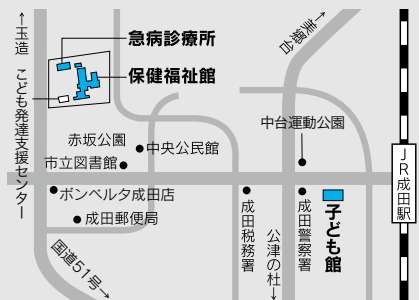 ↑玉造
こども発達支援センター
急病診療所
保健福祉館
↑美郷台
赤坂公園
中央公民館
市立図書館
中台運動公園
ボンベルタ成田店
成田郵便局
国道51号→
成田税務署
公津の杜→
成田警察署
子ども館
JR成田駅